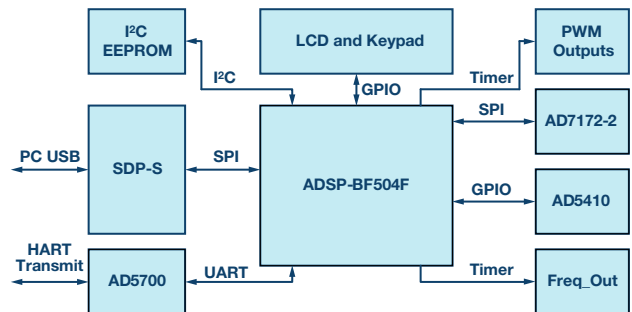 I²C
EEPROM
LCD and Keypad
PWM
Outputs
I²C
GPIO
Timer
SPI
AD7172-2
PC USB
SDP-S
SPI
ADSP-BF504F
GPIO
AD5410
HART
Transmit
AD5700
UART
Timer
Freq_Out